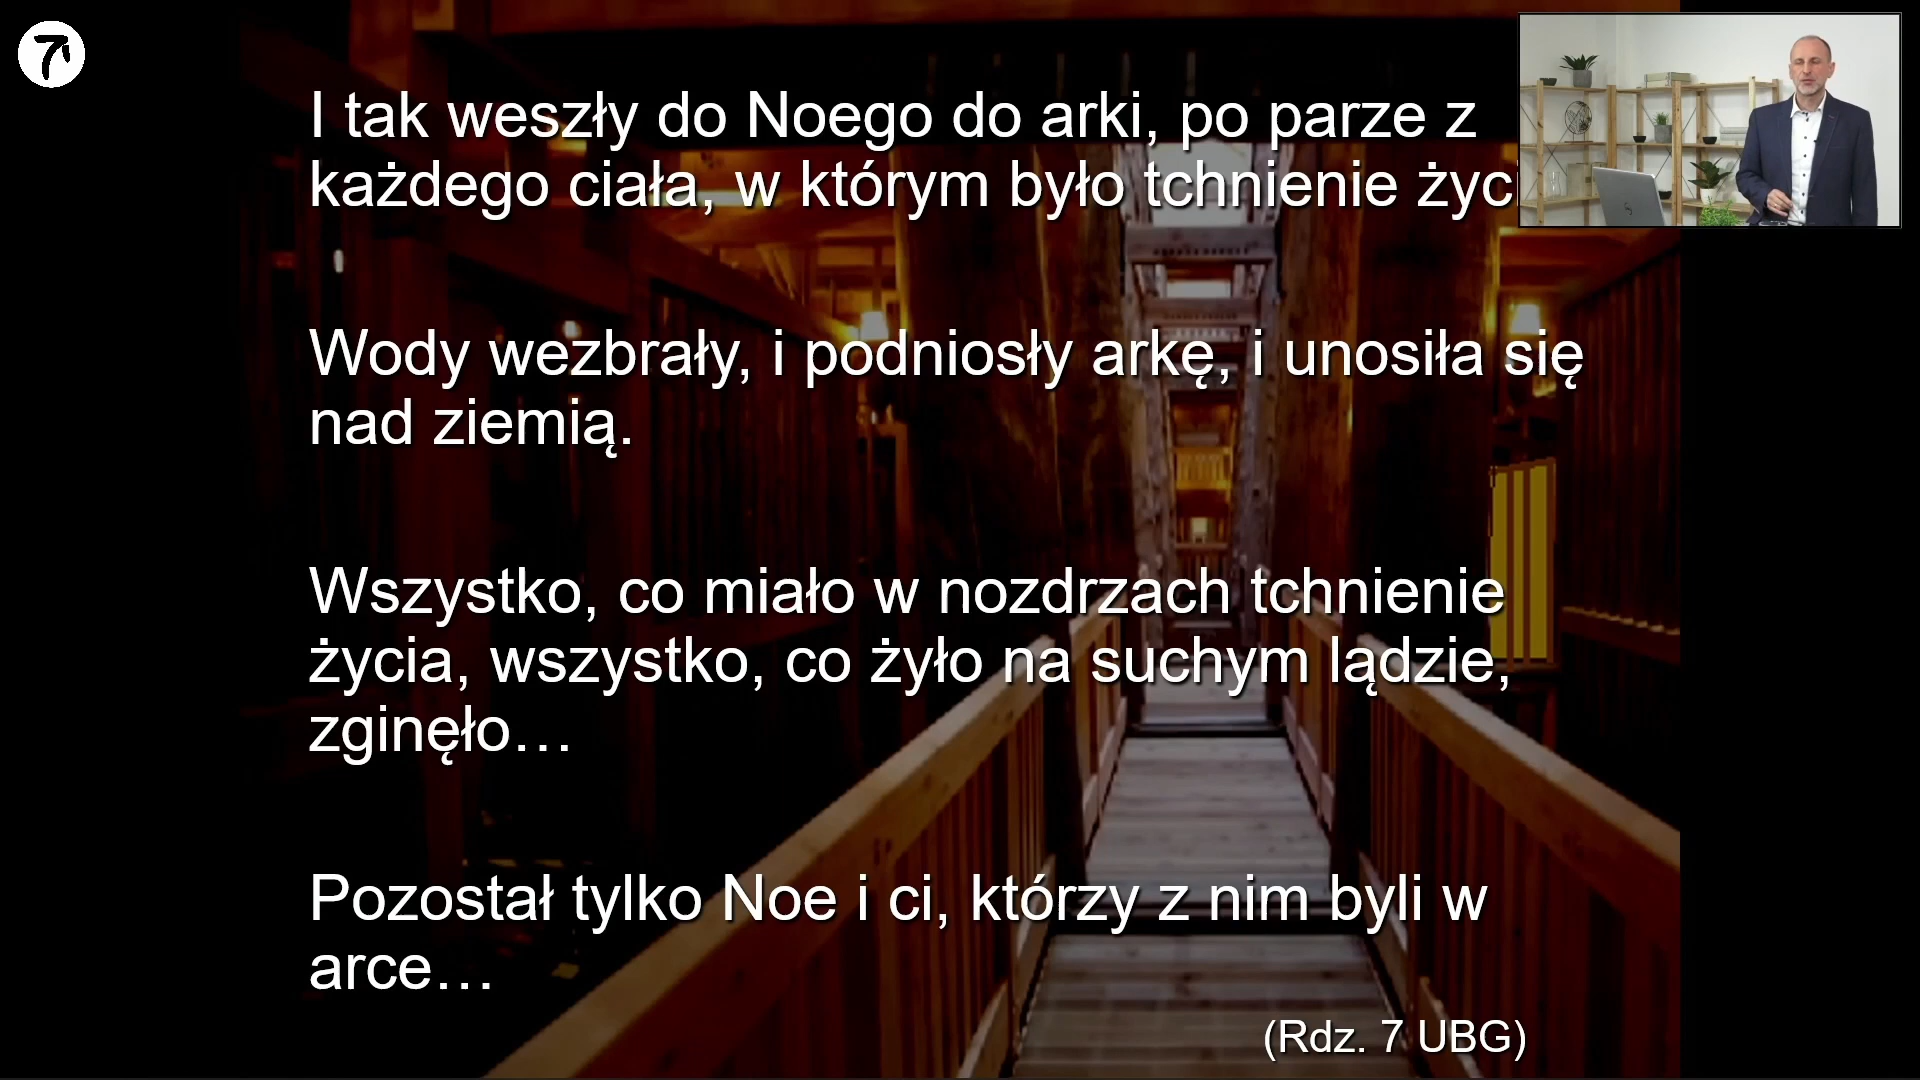 I tak weszły do Noego do arki, po parze z
każdego ciała, w którym było tchnienie
Wody wezbrały, i podniosły arkę, i unosiła się
nad ziemią.
Wszystko, co miało w nozdrzach tchnienie
życia, wszystko, co żyło na suchym lądzie,
zginęło…
Pozostał tylko Noe i ci, którzy z nim byli w
arce…
(Rdz. 7 UBG)